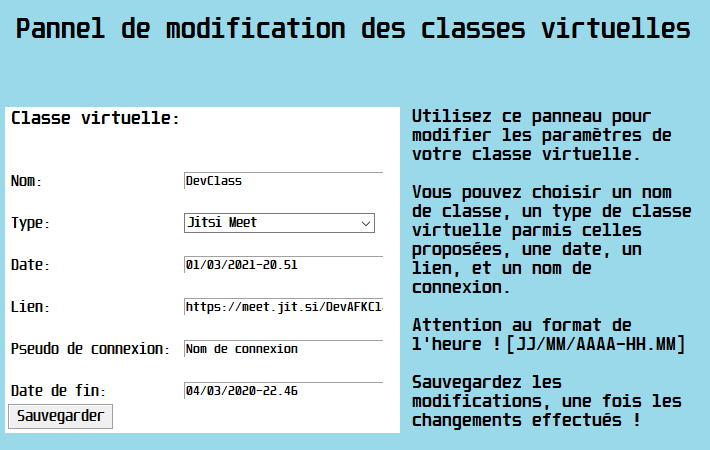 Pannel de modification des classes virtuelles
Classe virtuelle:
Nom: DevClass
Type: Jitsi Meet
Date: 01/03/2021-20.51
Lien: https://meet.jit.si/DevAFKCl
Pseudo de connexion: Nom de connexion
Date de fin: 04/03/2020-22.46
Sauvegarder
Utilisez ce panneau pour
modifier les paramètres de
votre classe virtuelle.
Vous pouvez choisir un nom
de classe, un type de classe
virtuelle parmis celles
proposées, une date, un
lien, et un nom de
connexion.
Attention au format de
l'heure ! [JJ/MM/AAAA-HH.MM]
Sauvegardez les
modifications, une fois les
changements effectués !